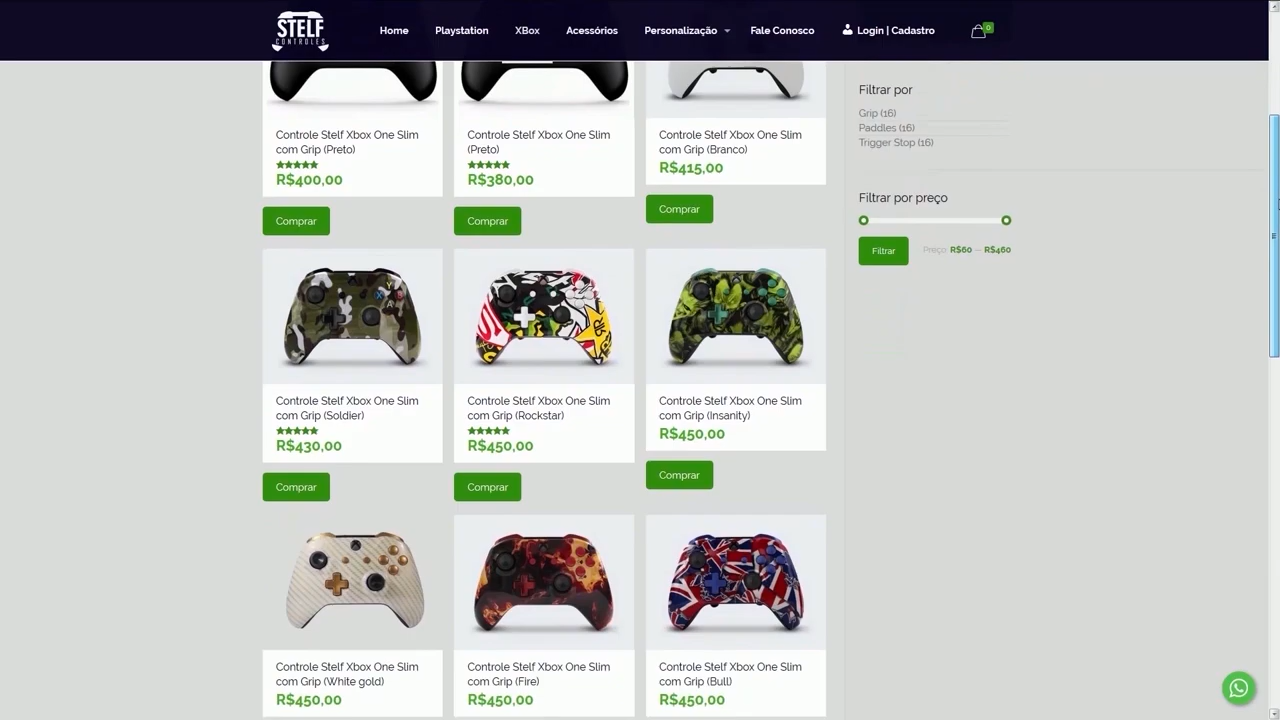 STELF
CONTROLES
Home
Playstation
XBox
Acessórios
Personalização
Fale Conosco
Login | Cadastro
0
Controle Stelf Xbox One Slim
com Grip (Preto)
R$400,00
Comprar
Controle Stelf Xbox One Slim
(Preto)
R$380,00
Comprar
Controle Stelf Xbox One Slim
com Grip (Branco)
R$415,00
Comprar
Filtrar por
Grip (16)
Paddles (16)
Trigger Stop (16)
Filtrar por preço
Filtrar
Preço: R$60 — R$460
Controle Stelf Xbox One Slim
com Grip (Soldier)
R$430,00
Comprar
Controle Stelf Xbox One Slim
com Grip (Rockstar)
R$450,00
Comprar
Controle Stelf Xbox One Slim
com Grip (Insanity)
R$450,00
Comprar
Controle Stelf Xbox One Slim
com Grip (White gold)
R$450,00
Controle Stelf Xbox One Slim
com Grip (Fire)
R$450,00
Controle Stelf Xbox One Slim
com Grip (Bull)
R$450,00